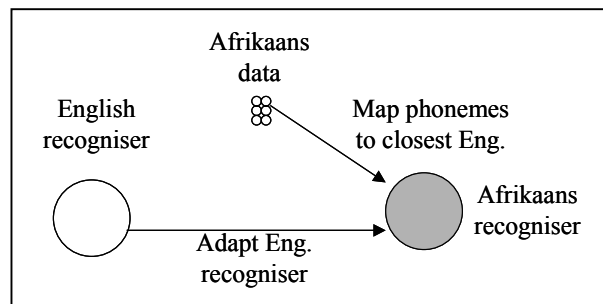 Afrikaans
data
English
recogniser
Map phonemes
to closest Eng.
Afrikaans
recogniser
Adapt Eng.
recogniser